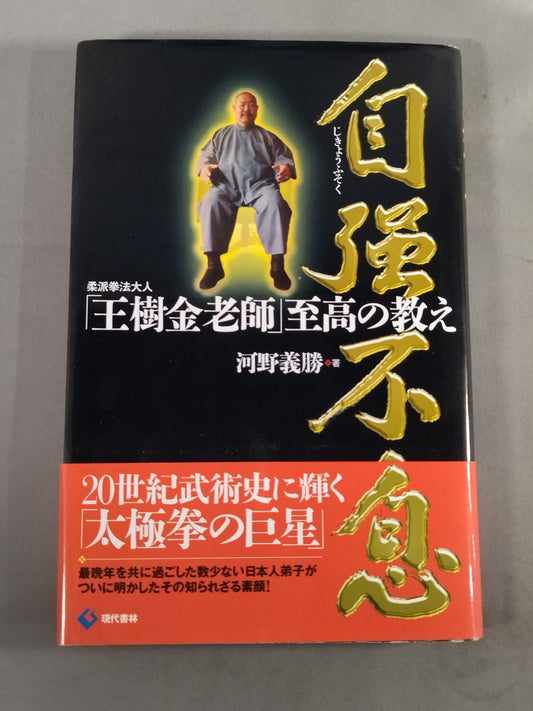 自强不息
じきょうふそく
柔派拳法大人
「王樹金老師」至高の教え
河野義勝・著
20世紀武術史に輝く
「太極拳の巨星」
最晩年を共に過ごした数少ない日本人弟子が
ついに明かしたその知られざる素顔!
現代書林